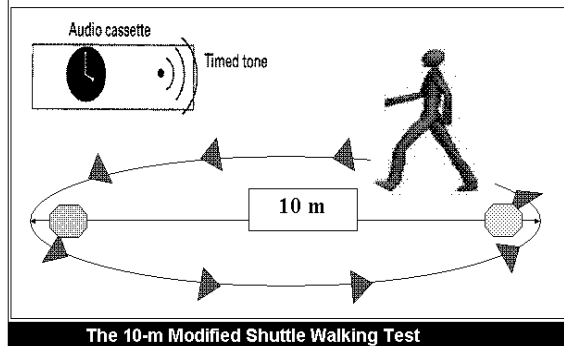 Audio cassette
Timed tone
10 m
The 10-m Modified Shuttle Walking Test